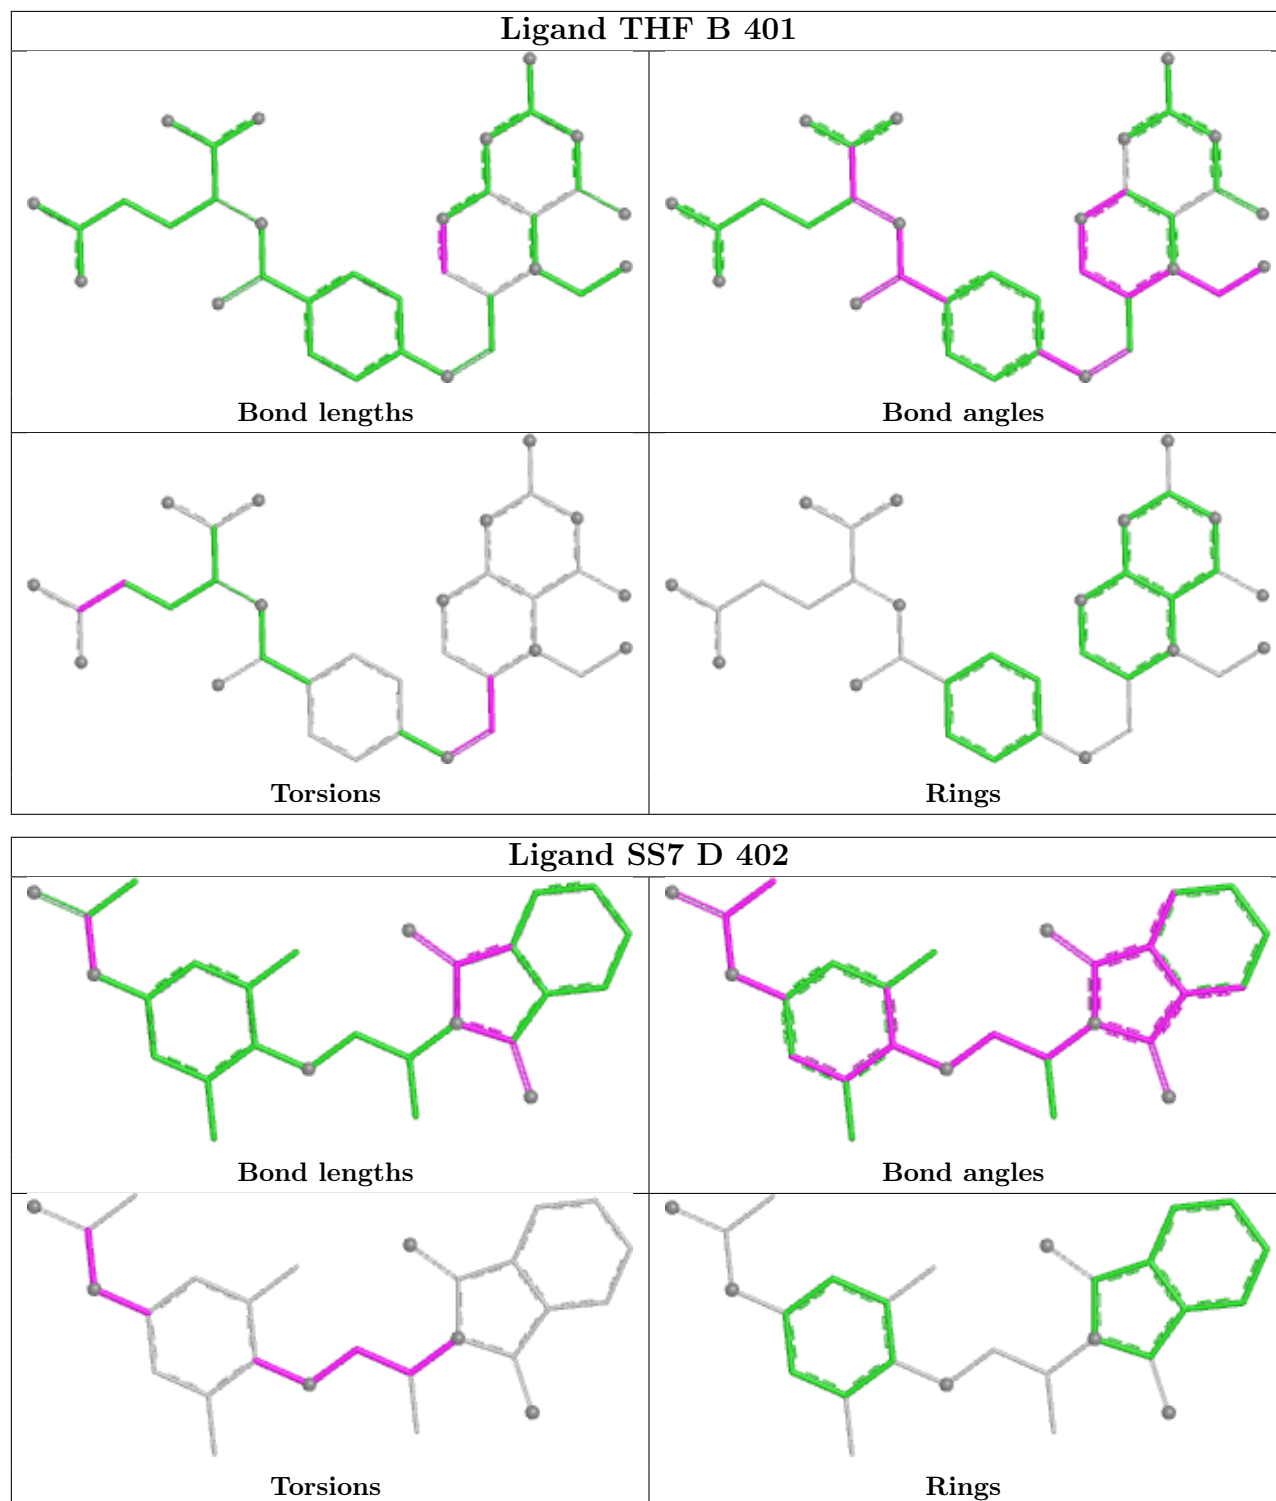 Ligand THF B 401
Bond lengths
Bond angles
Torsions
Rings
Ligand SS7 D 402
Bond lengths
Bond angles
Torsions
Rings